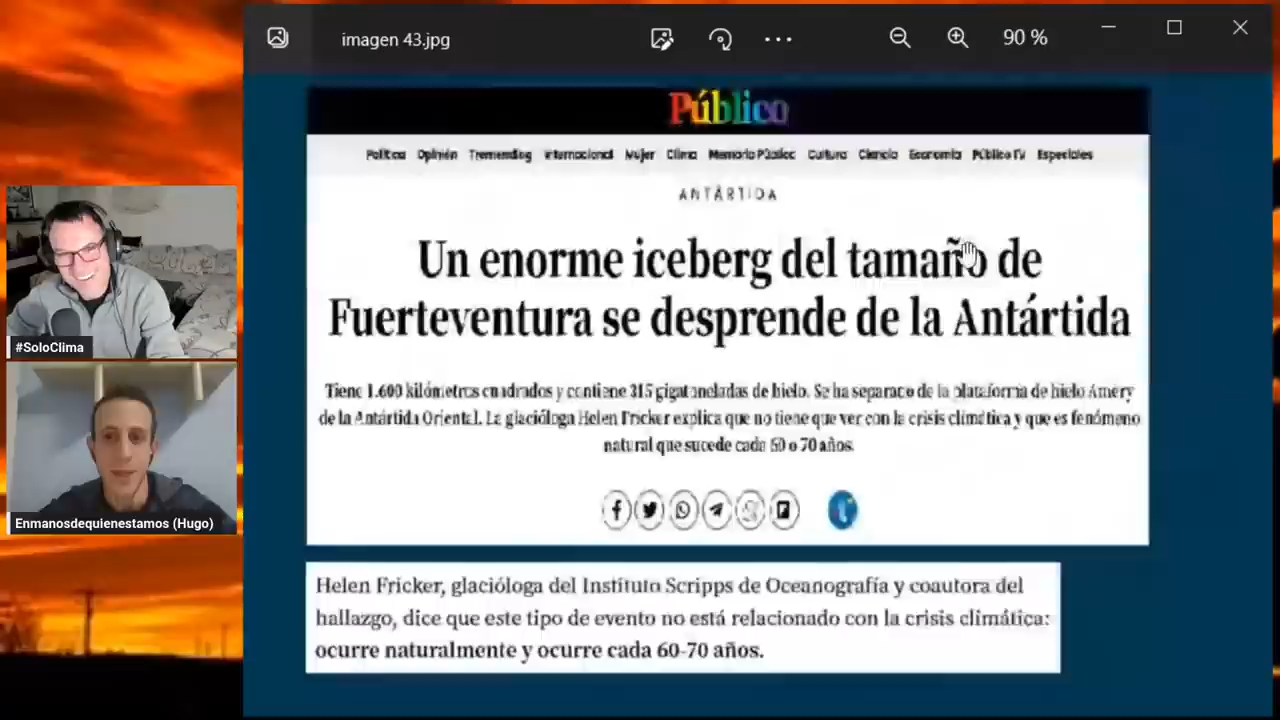 imagen 43.jpg
90 %
Público
Política Opinión Tremending Internacional Mujer Clima Memoria Pública Cultura Ciencia Economía Público TV Especiales
ANTÁRTIDA
Un enorme iceberg del tamaño de
Fuerteventura se desprende de la Antártida
Tiene 1.600 kilómetros cuadrados y contiene 315 gigatoneladas de hielo. Se ha separado de la plataforma de hielo Amery
de la Antártida Oriental. La glacióloga Helen Fricker explica que no tiene que ver con la crisis climática y que es fenómeno
natural que sucede cada 60 o 70 años.
Helen Fricker, glacióloga del Instituto Scripps de Oceanografía y coautora del
hallazgo, dice que este tipo de evento no está relacionado con la crisis climática:
ocurre naturalmente y ocurre cada 60-70 años.
#SoloClima
Enmanosdequienestamos (Hugo)